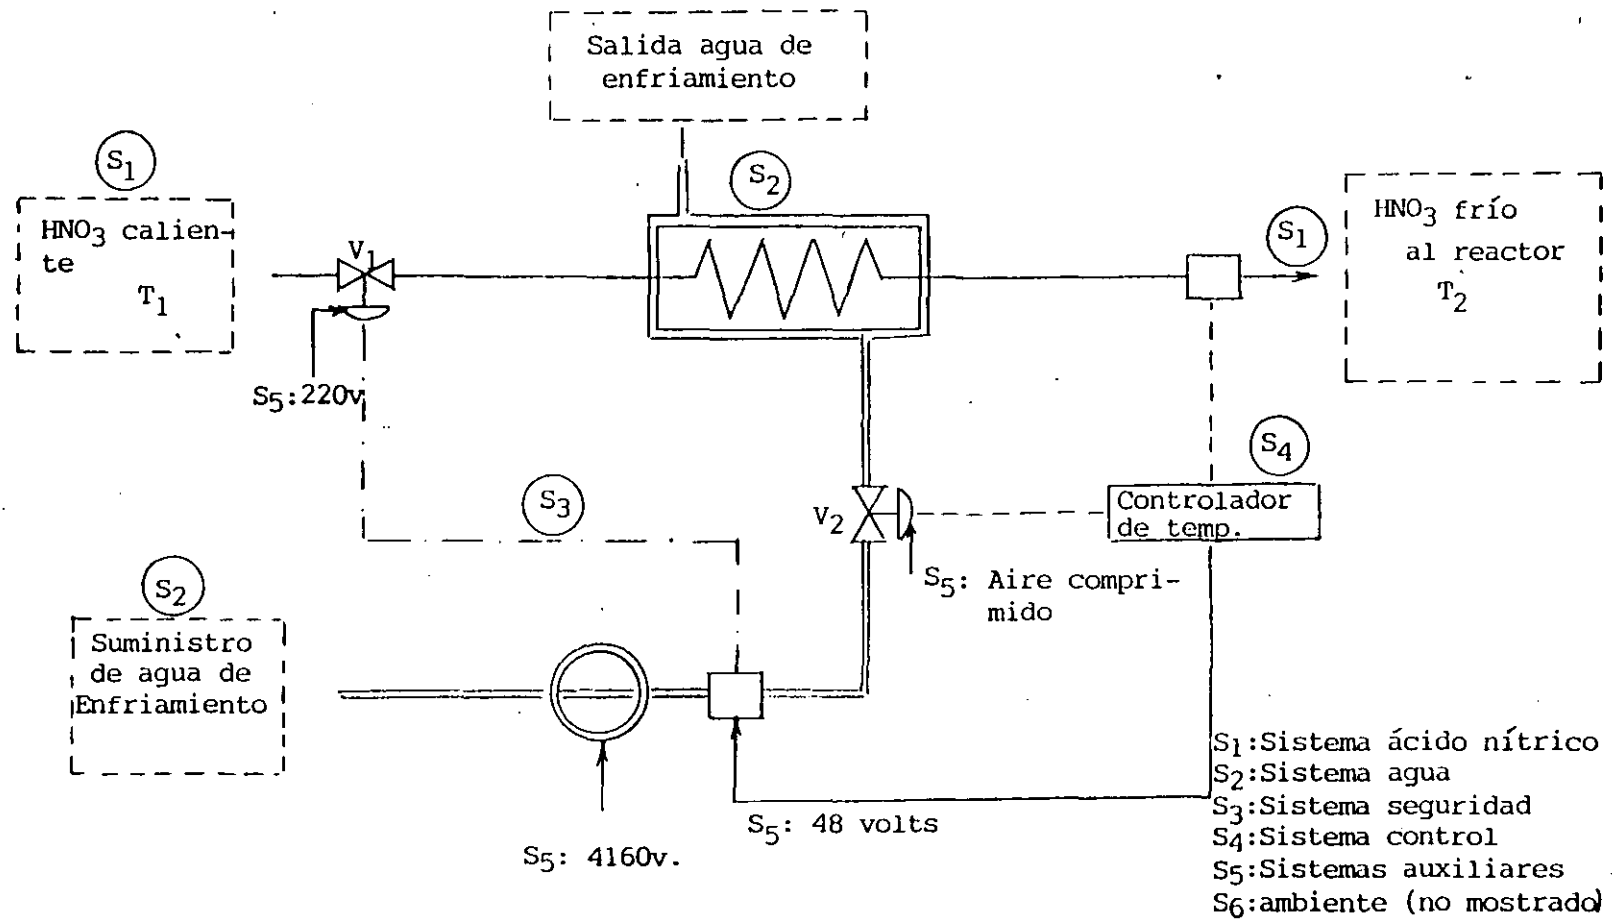 Salida agua de
enfriamiento
S1
HNO3 calien-
te
T1
V1
S5:220v
S2
S1
HNO3 frío
al reactor
T2
S3
S4
Controlador
de temp.
V2
S5: Aire compri-
mido
S2
Suministro
de agua de
Enfriamiento
S5: 4160v.
S5: 48 volts
S1:Sistema ácido nítrico
S2:Sistema agua
S3:Sistema seguridad
S4:Sistema control
S5:Sistemas auxiliares
S6:ambiente (no mostrado)